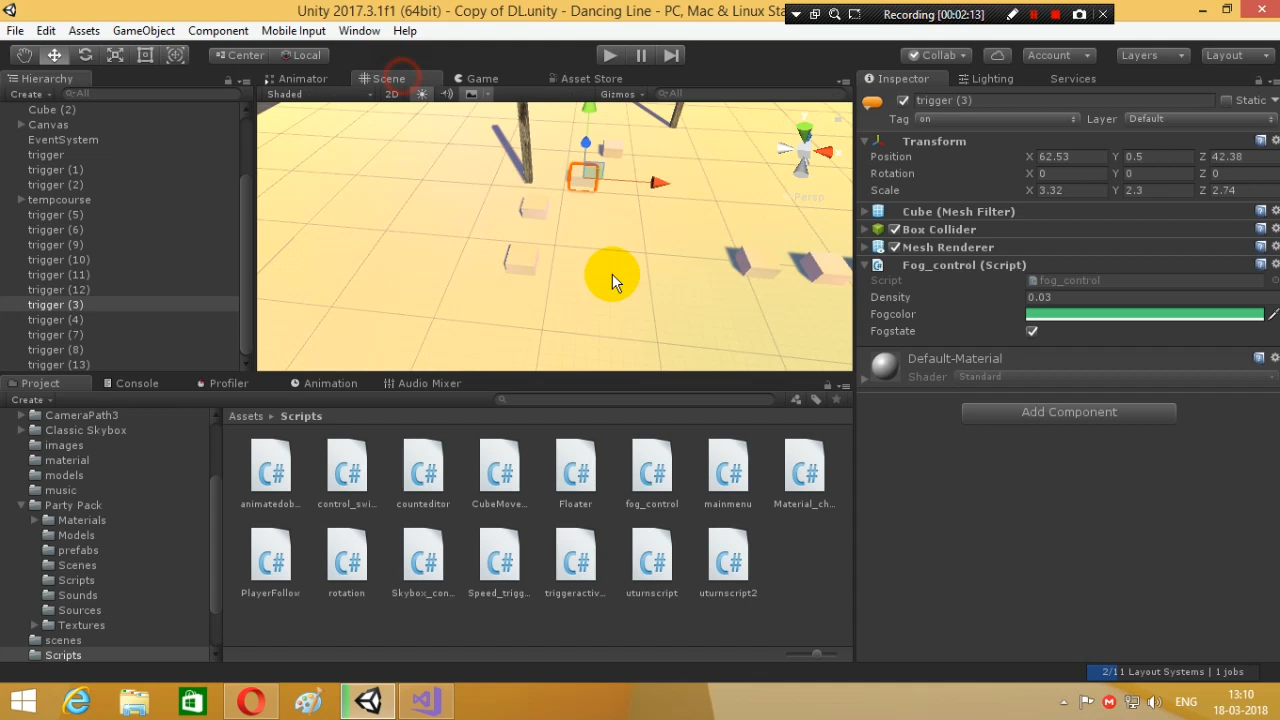 Unity 2017.3.1f1 (64bit) - Copy of DL.unity - Dancing Line - PC, Mac & Linux Sta
Recording [00:02:13]
File Edit Assets GameObject Component Mobile Input Window Help
Center Local Collab Account Layers Layout
Hierarchy Animator Scene Game Asset Store Inspector Lighting Services
Create All Shaded 2D Gizmos All
trigger (3) Static
Tag on Layer Default
Cube (2)
Canvas
EventSystem
trigger
trigger (1)
trigger (2)
tempcourse
trigger (5)
trigger (6)
trigger (9)
trigger (10)
trigger (11)
trigger (12)
trigger (3)
trigger (4)
trigger (7)
trigger (8)
trigger (13)
Persp
Transform
Position X 62.53 Y 0.5 Z 42.38
Rotation X 0 Y 0 Z 0
Scale X 3.32 Y 2.3 Z 2.74
Cube (Mesh Filter)
Box Collider
Mesh Renderer
Fog_control (Script)
Script fog_control
Density 0.03
Fogcolor
Fogstate
Default-Material
Shader Standard
Add Component
Project Console Profiler Animation Audio Mixer
Create
CameraPath3
Classic Skybox
images
material
models
music
Party Pack
Materials
Models
prefabs
Scenes
Scripts
Sounds
Sources
Textures
scenes
Scripts
Assets Scripts
C# C# C# C# C# C# C# C#
animatedob... control_swi... counteditor CubeMove... Floater fog_control mainmenu Material_ch...
C# C# C# C# C# C# C#
PlayerFollow rotation Skybox_con... Speed_trigg... triggeractiv... uturnscript uturnscript2
2/11 Layout Systems | 1 jobs
ENG
13:10
18-03-2018